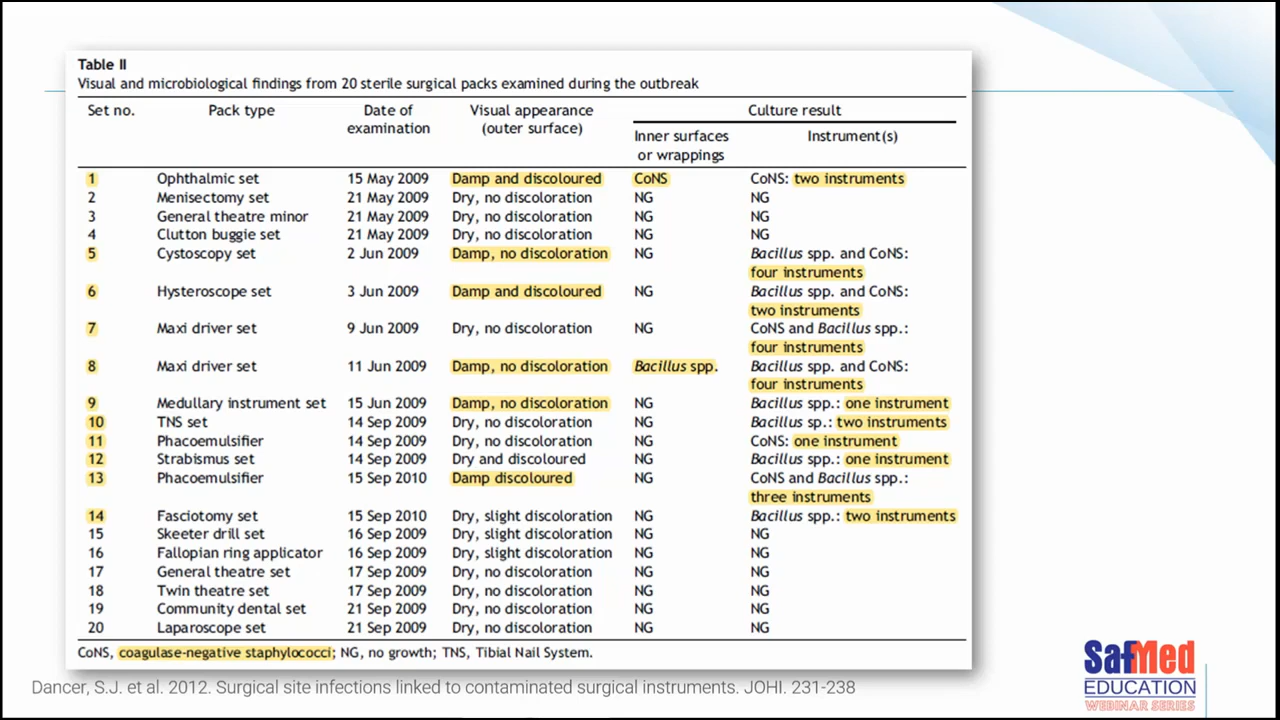 Table II
Visual and microbiological findings from 20 sterile surgical packs examined during the outbreak
Set no. Pack type Date of examination Visual appearance (outer surface) Culture result
Inner surfaces or wrappings Instrument(s)
1 Ophthalmic set 15 May 2009 Damp and discoloured CoNS CoNS: two instruments
2 Menisectomy set 21 May 2009 Dry, no discoloration NG NG
3 General theatre minor 21 May 2009 Dry, no discoloration NG NG
4 Clutton buggie set 21 May 2009 Dry, no discoloration NG NG
5 Cystoscopy set 2 Jun 2009 Damp, no discoloration NG Bacillus spp. and CoNS:
four instruments
6 Hysteroscope set 3 Jun 2009 Damp and discoloured NG Bacillus spp. and CoNS:
two instruments
7 Maxi driver set 9 Jun 2009 Dry, no discoloration NG CoNS and Bacillus spp.:
four instruments
8 Maxi driver set 11 Jun 2009 Damp, no discoloration Bacillus spp. Bacillus spp. and CoNS:
four instruments
9 Medullary instrument set 15 Jun 2009 Damp, no discoloration NG Bacillus spp.: one instrument
10 TNS set 14 Sep 2009 Dry, no discoloration NG Bacillus sp.: two instruments
11 Phacoemulsifier 14 Sep 2009 Dry, no discoloration NG CoNS: one instrument
12 Strabismus set 14 Sep 2009 Dry and discoloured NG Bacillus spp.: one instrument
13 Phacoemulsifier 15 Sep 2010 Damp discoloured NG CoNS and Bacillus spp.:
three instruments
14 Fasciotomy set 15 Sep 2010 Dry, slight discoloration NG Bacillus spp.: two instruments
15 Skeeter drill set 16 Sep 2009 Dry, slight discoloration NG NG
16 Fallopian ring applicator 16 Sep 2009 Dry, slight discoloration NG NG
17 General theatre set 17 Sep 2009 Dry, no discoloration NG NG
18 Twin theatre set 17 Sep 2009 Dry, no discoloration NG NG
19 Community dental set 21 Sep 2009 Dry, no discoloration NG NG
20 Laparoscope set 21 Sep 2009 Dry, no discoloration NG NG
CoNS, coagulase-negative staphylococci; NG, no growth; TNS, Tibial Nail System.
Dancer, S.J. et al. 2012. Surgical site infections linked to contaminated surgical instruments. JOHI. 231-238
SafMed
EDUCATION
WEBINAR SERIES